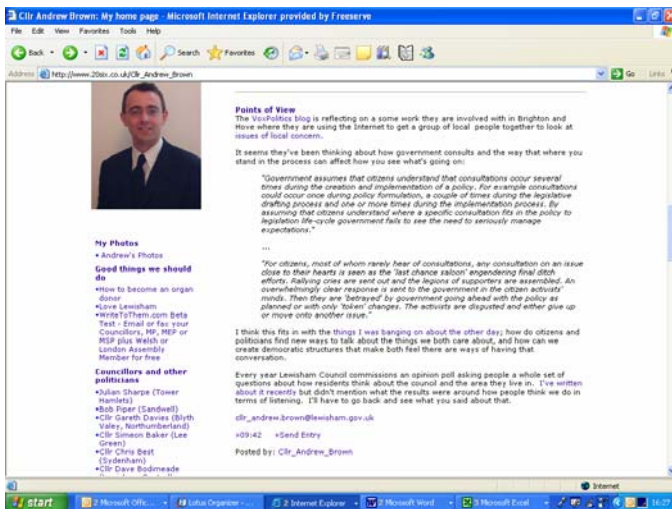 Cllr Andrew Brown: My home page - Microsoft Internet Explorer provided by Freeserve
File Edit View Favorites Tools Help
Back Search Favorites
Address http://www.20six.co.uk/Cllr_Andrew_Brown Go Links
Points of View
The VoxPolitics blog is reflecting on a some work they are involved with in Brighton and
Hove where they are using the Internet to get a group of local people together to look at
issues of local concern.
It seems they've been thinking about how government consults and the way that where you
stand in the process can affect how you see what's going on:
"Government assumes that citizens understand that consultations occur several
times during the creation and implementation of a policy. For example consultations
could occur once during policy formulation, a couple of times during the legislative
drafting process and one or more times during the implementation process. By
assuming that citizens understand where a specific consultation fits in the policy to
legislation life-cycle government fails to see the need to seriously manage
expectations."
...
"For citizens, most of whom rarely hear of consultations, any consultation on an issue
close to their hearts is seen as the 'last chance saloon' engendering final ditch
efforts. Rallying cries are sent out and the legions of supporters are assembled. An
overwhelmingly clear response is sent to the government in the citizen activists'
minds. Then they are 'betrayed' by government going ahead with the policy as
planned or with only 'token' changes. The activists are disgusted and either give up
or move onto another issue."
I think this fits in with the things I was banging on about the other day; how do citizens and
politicians find new ways to talk about the things we both care about, and how can we
create democratic structures that make both feel there are ways of having that
conversation.
Every year Lewisham Council commissions an opinion poll asking people a whole set of
questions about how residents think about the council and the area they live in. I've written
about it recently but didn't mention what the results were around how people think we do in
terms of listening. I'll have to go back and see what you said about that.
cllr_andrew.brown@lewisham.gov.uk
»09:42 »Send Entry
Posted by: Cllr_Andrew_Brown
My Photos
•Andrew's Photos
Good things we should
do
•How to become an organ
donor
•Love Lewisham
•WriteToThem.com Beta
Test - Email or fax your
Councillors, MP, MEP or
MSP plus Welsh or
London Assembly
Member for free
Councillors and other
politicians
•Julian Sharpe (Tower
Hamlets)
•Bob Piper (Sandwell)
•Cllr Gareth Davies (Blyth
Valey, Northumberland)
•Cllr Simeon Baker (Lee
Green)
•Cllr Chris Best
(Sydenham)
•Cllr Dave Bodimeade
Internet
start 2 Microsoft Offic... Lotus Organizer - ... 2 Internet Explorer 2 Microsoft Word 3 Microsoft Excel 16:27